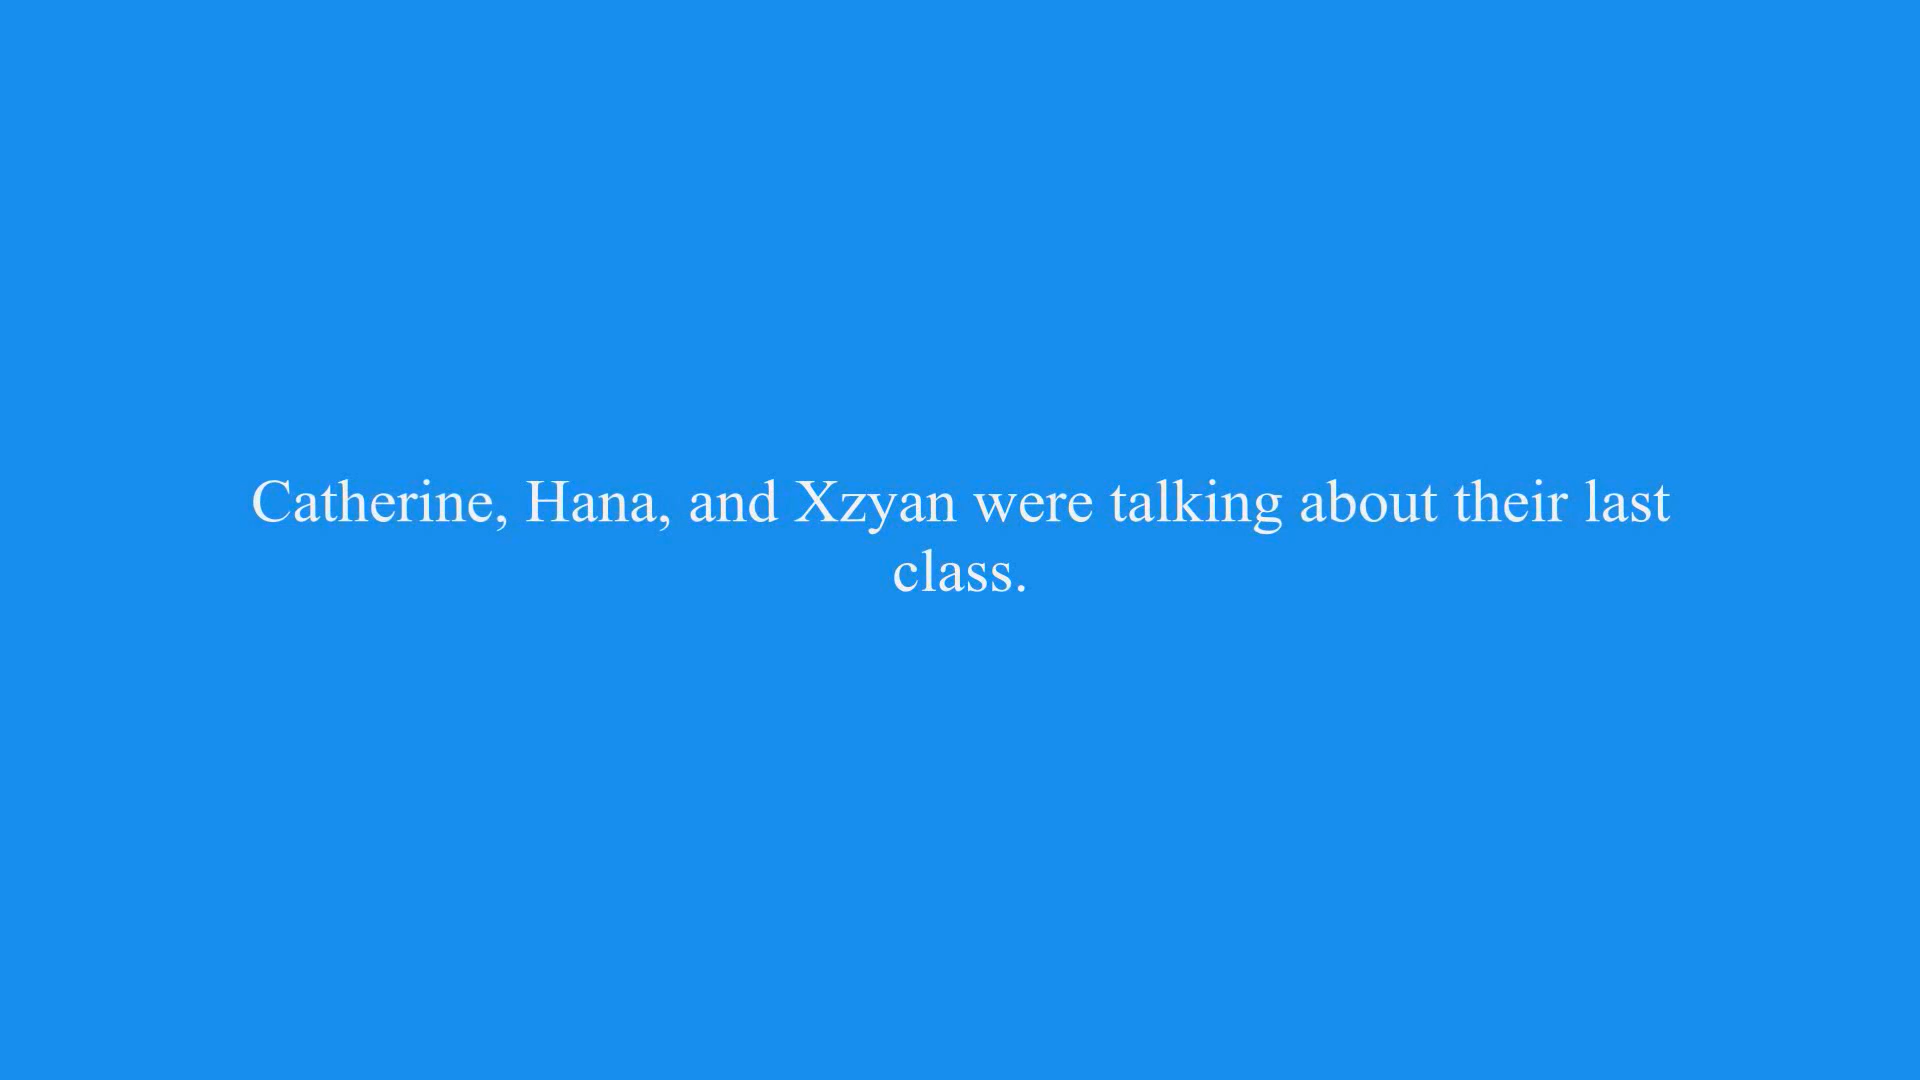 Catherine, Hana, and Xzyan were talking about their last
class.